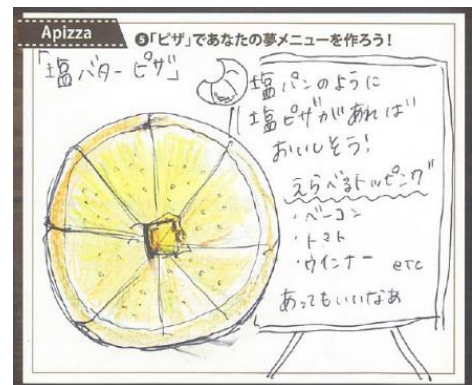 Apizza
❺「ピザ」であなたの夢メニューを作ろう!
「塩バターピザ」
塩パンのように
塩ピザがあれば
おいしそう!
えらべるトッピング
・ベーコン
・トマト
・ウインナー etc
あってもいいなあ